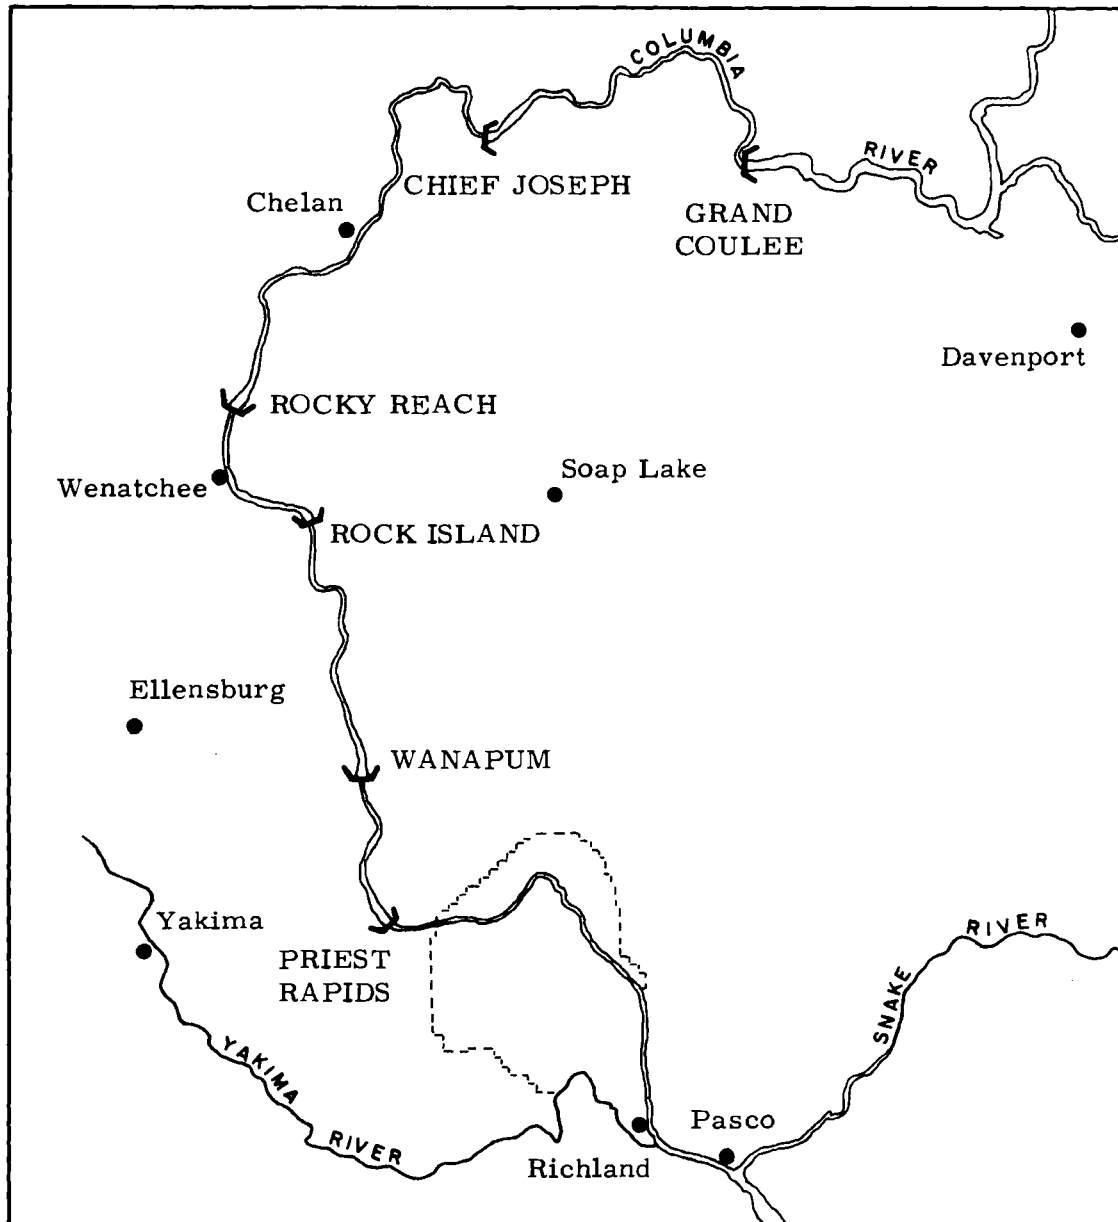 COLUMBIA
RIVER
CHIEF JOSEPH
Chelan
GRAND
COULEE
Davenport
ROCKY REACH
Soap Lake
Wenatchee
ROCK ISLAND
Ellensburg
WANAPUM
Yakima
RIVER
PRIEST
RAPIDS
SNAKE
YAKIMA
RIVER
Pasco
Richland